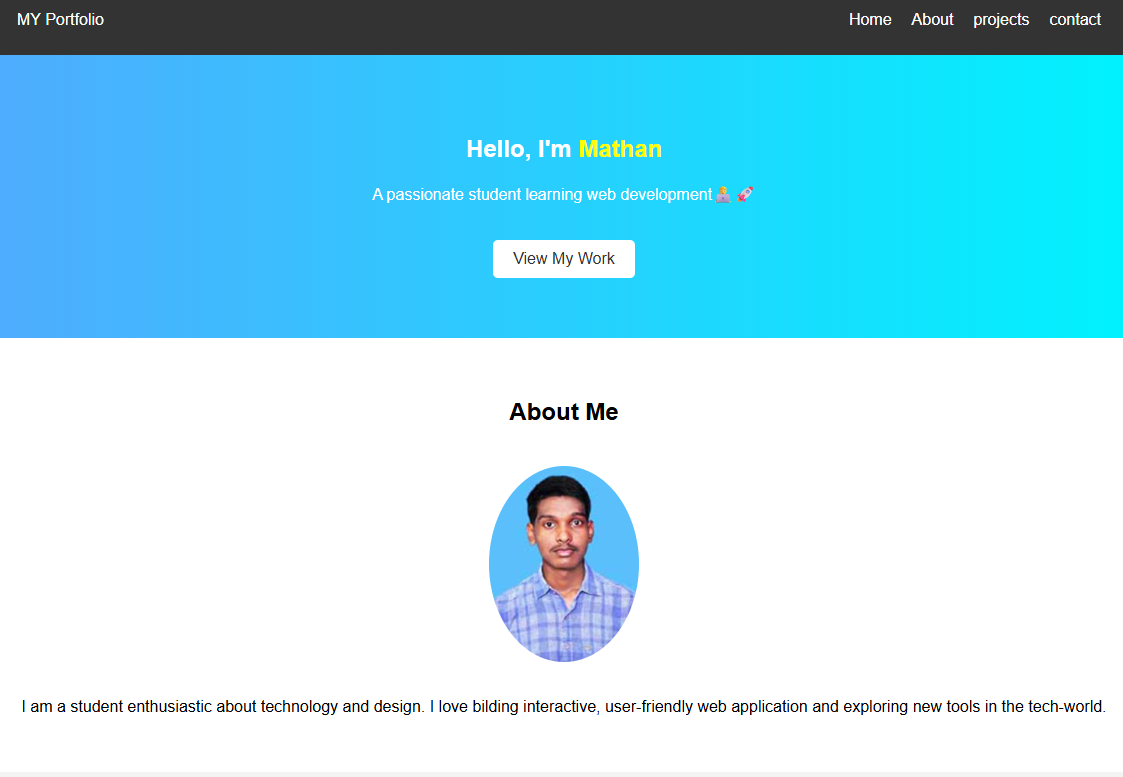 MY Portfolio
Home About projects contact
Hello, I'm Mathan
A passionate student learning web development🧑‍💻🚀
View My Work
About Me
I am a student enthusiastic about technology and design. I love bilding interactive, user-friendly web application and exploring new tools in the tech-world.